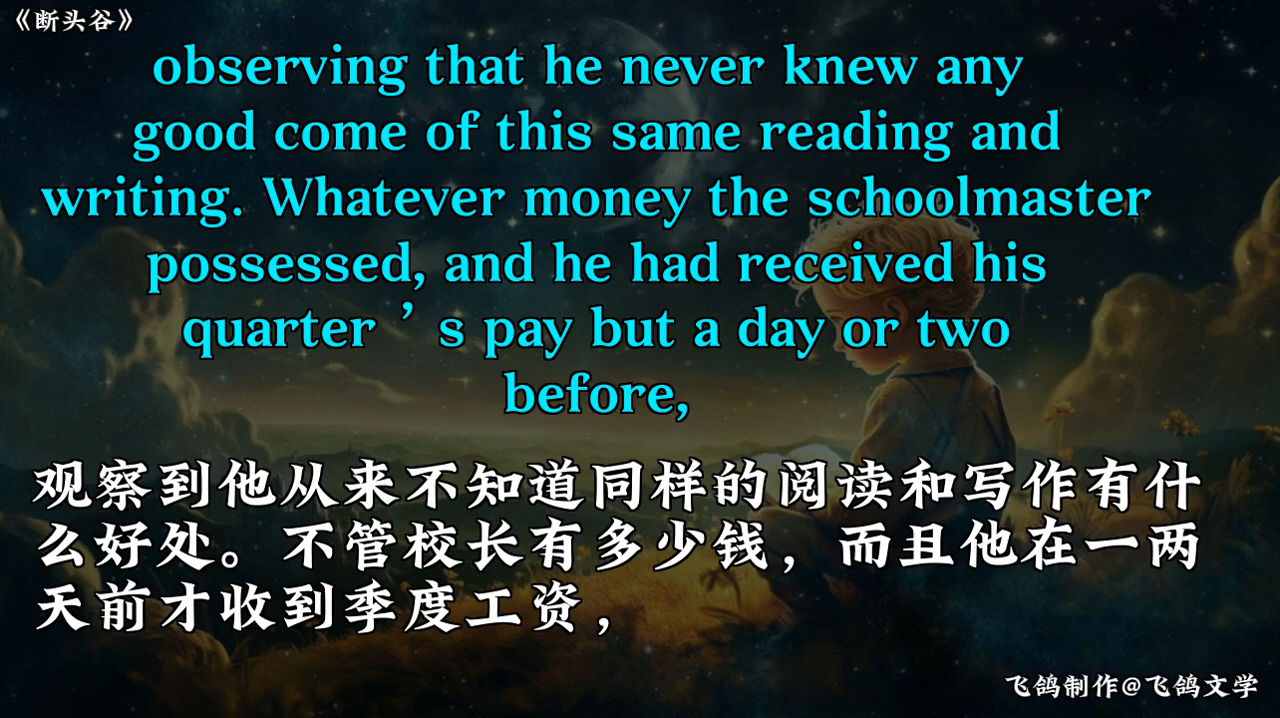 《断头谷》
observing that he never knew any
good come of this same reading and
writing. Whatever money the schoolmaster
possessed, and he had received his
quarter ’ s pay but a day or two
before,
观察到他从来不知道同样的阅读和写作有什
么好处。不管校长有多少钱，而且他在一两
天前才收到季度工资，
飞鸽制作@飞鸽文学